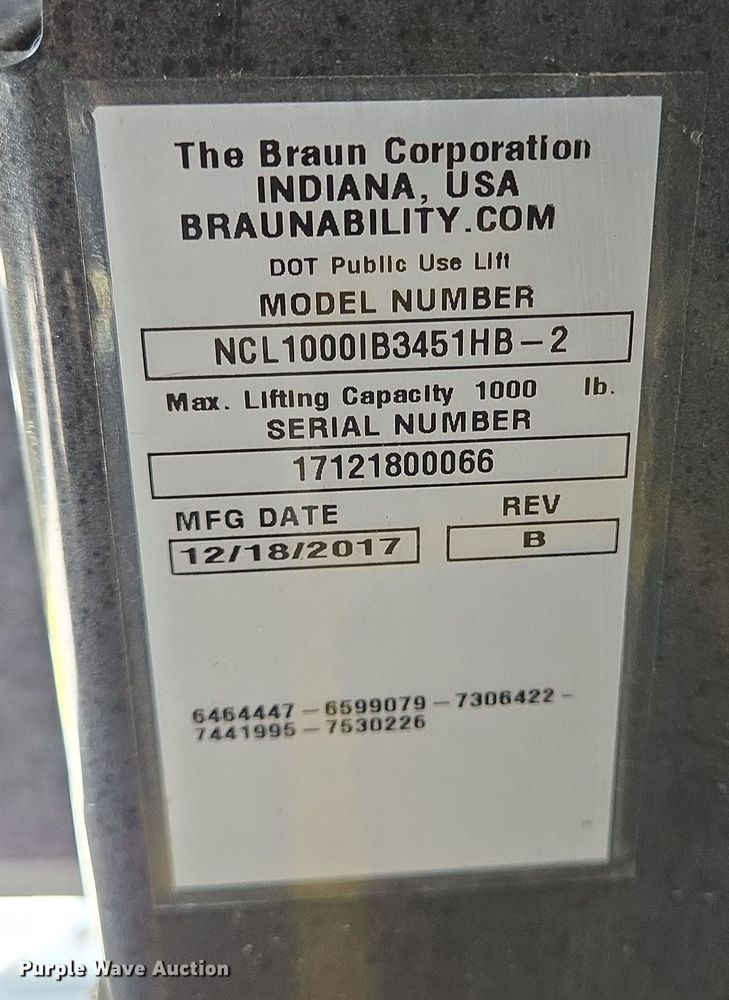 The Braun Corporation
INDIANA, USA
BRAUNABILITY.COM
DOT Public Use Lift
MODEL NUMBER
NCL1000IB3451HB-2
Max. Lifting Capacity 1000 lb.
SERIAL NUMBER
17121800066
MFG DATE REV
12/18/2017 B
6464447-6599079-7306422-
7441995-7530226
Purple Wave Auction